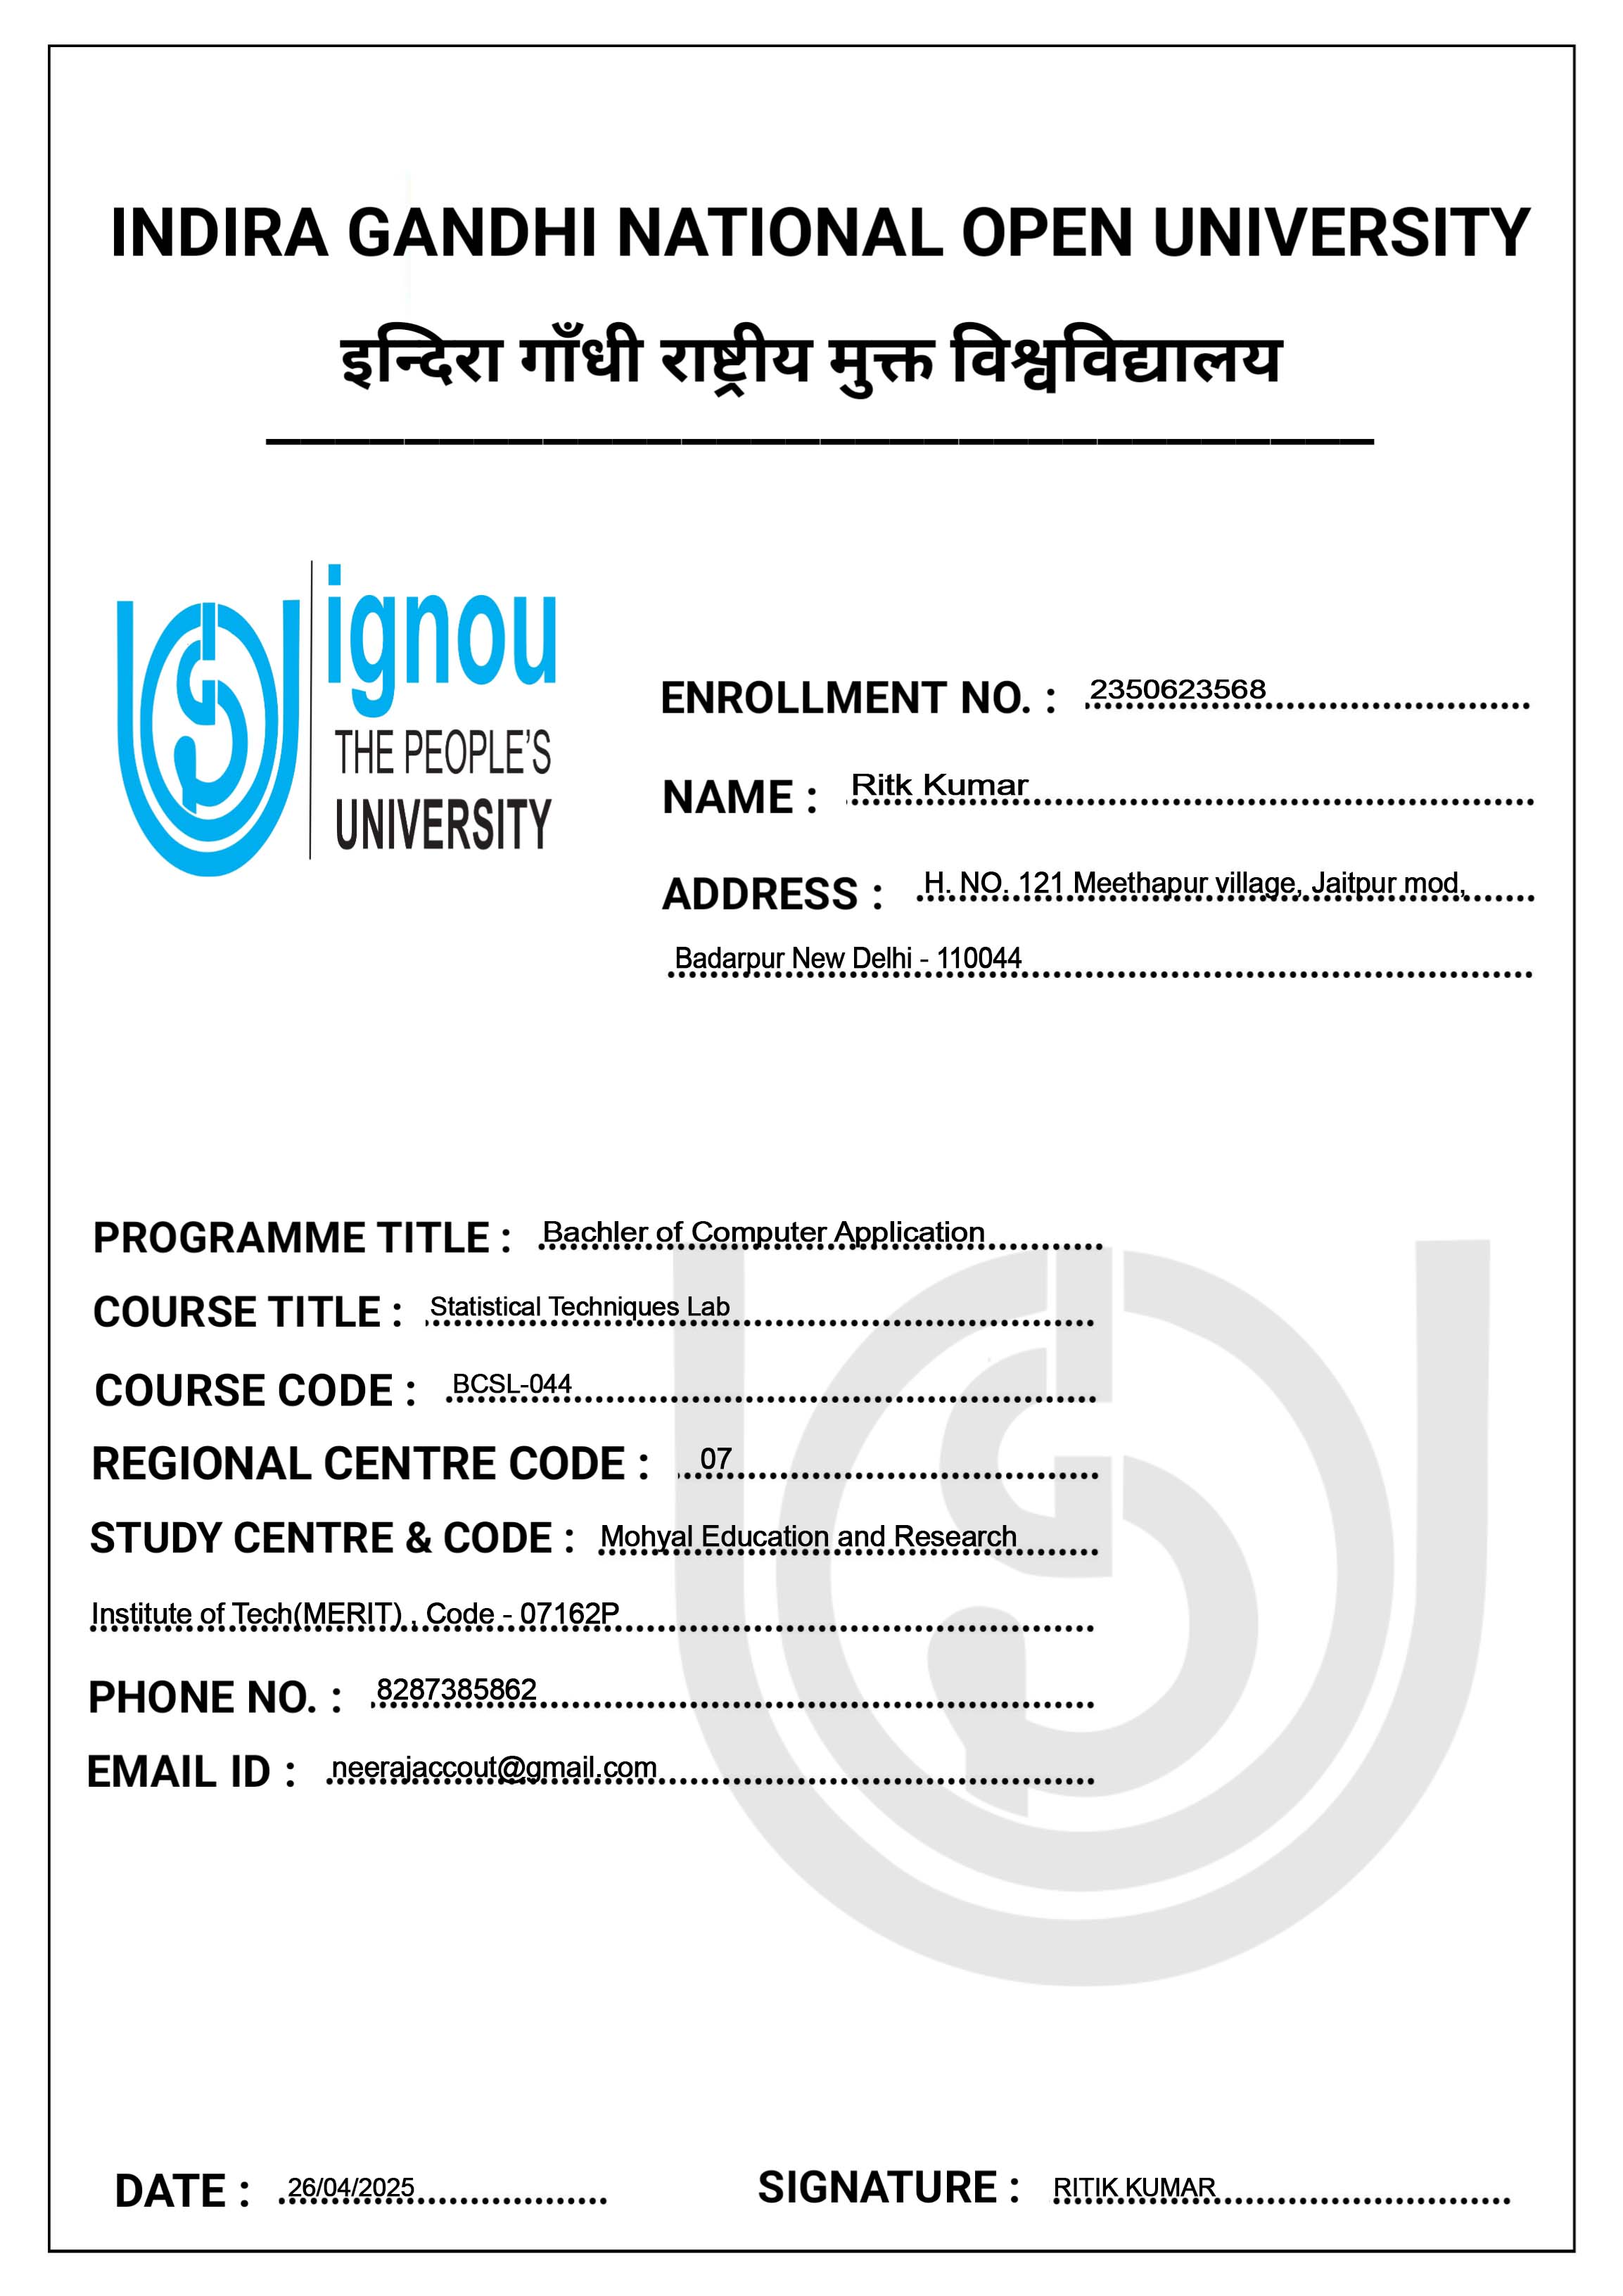 INDIRA GANDHI NATIONAL OPEN UNIVERSITY
इन्दिरा गाँधी राष्ट्रीय मुक्त विश्वविद्यालय
ignou
THE PEOPLE'S
UNIVERSITY
ENROLLMENT NO. : 2350623568
NAME : Ritk Kumar
ADDRESS : H. NO. 121 Meethapur village, Jaitpur mod,
Badarpur New Delhi - 110044
PROGRAMME TITLE : Bachler of Computer Application
COURSE TITLE : Statistical Techniques Lab
COURSE CODE : BCSL-044
REGIONAL CENTRE CODE : 07
STUDY CENTRE & CODE : Mohyal Education and Research
Institute of Tech(MERIT) , Code - 07162P
PHONE NO. : 8287385862
EMAIL ID : neerajaccout@gmail.com
DATE : 26/04/2025
SIGNATURE : RITIK KUMAR